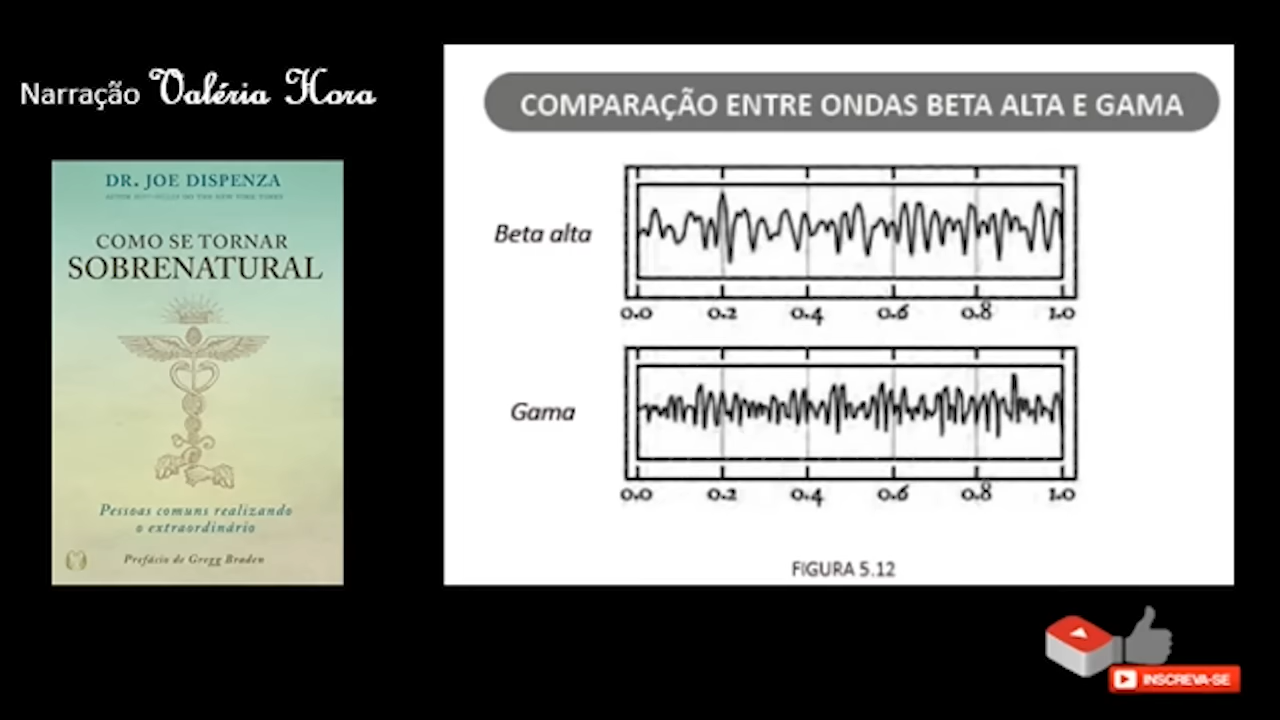 Narração Valéria Hora
DR. JOE DISPENZA
COMO SE TORNAR
SOBRENATURAL
Pessoas comuns realizando
o extraordinário
Prefácio de Gregg Braden
COMPARAÇÃO ENTRE ONDAS BETA ALTA E GAMA
Beta alta
0.0 0.2 0.4 0.6 0.8 1.0
Gama
0.0 0.2 0.4 0.6 0.8 1.0
FIGURA 5.12
INSCREVA-SE